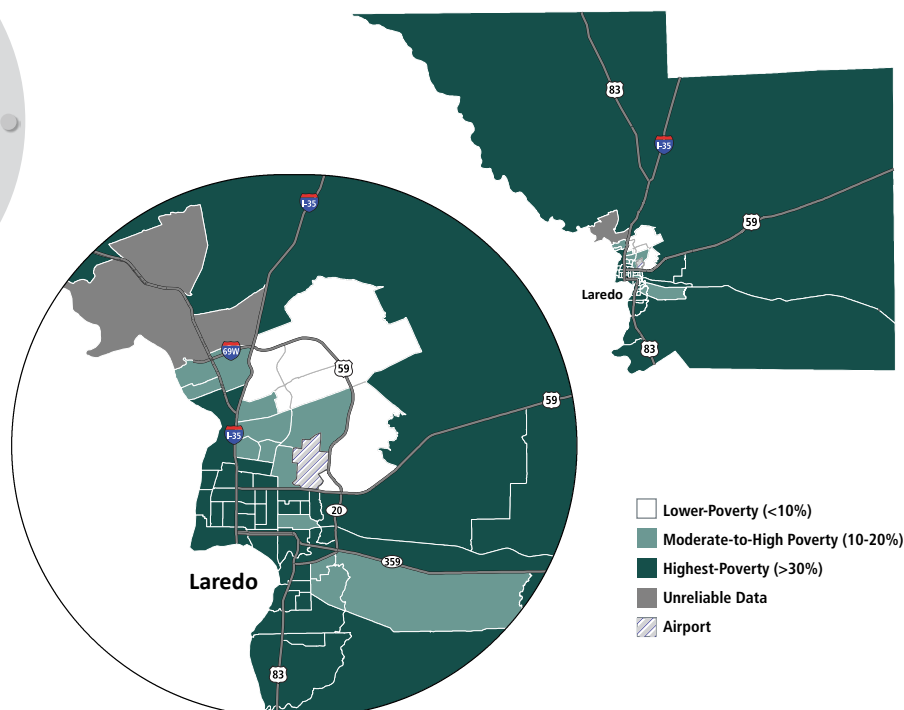 83
I-35
59
Laredo
83
I-35
69W
59
59
I-35
20
359
Laredo
83
Lower-Poverty (<10%)
Moderate-to-High Poverty (10-20%)
Highest-Poverty (>30%)
Unreliable Data
Airport